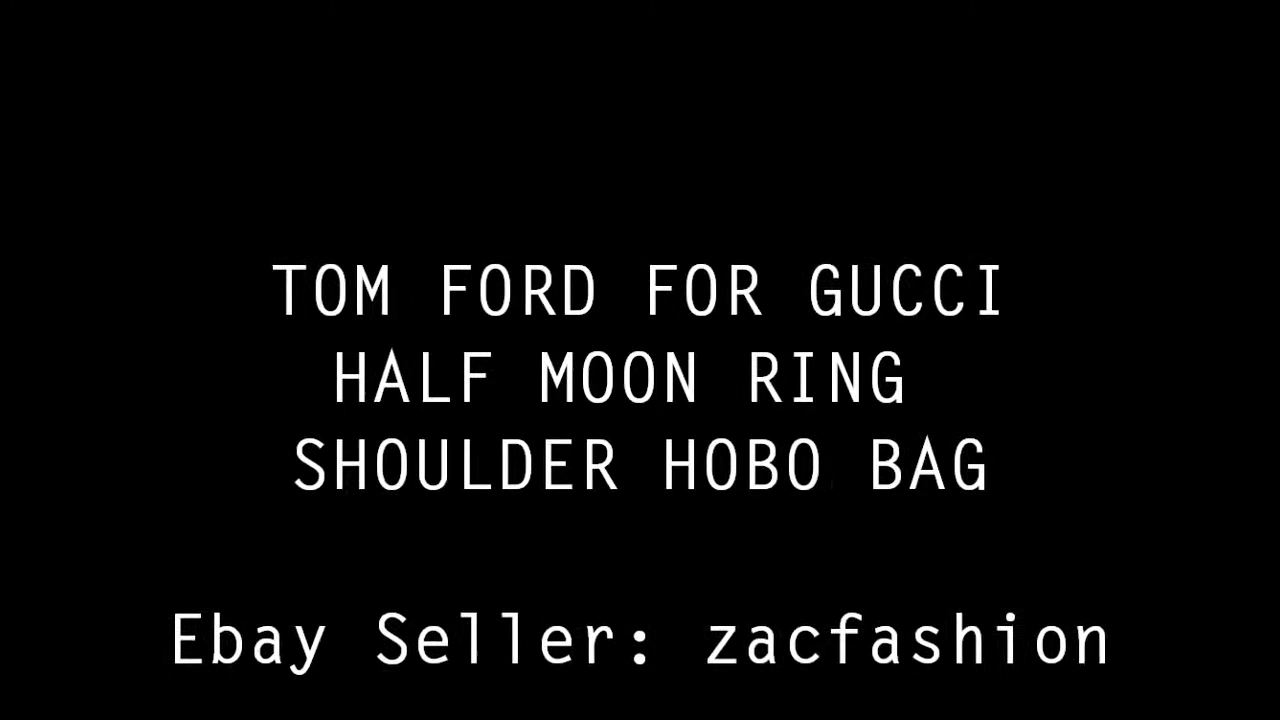 TOM FORD FOR GUCCI
HALF MOON RING
SHOULDER HOBO BAG
Ebay Seller: zacfashion